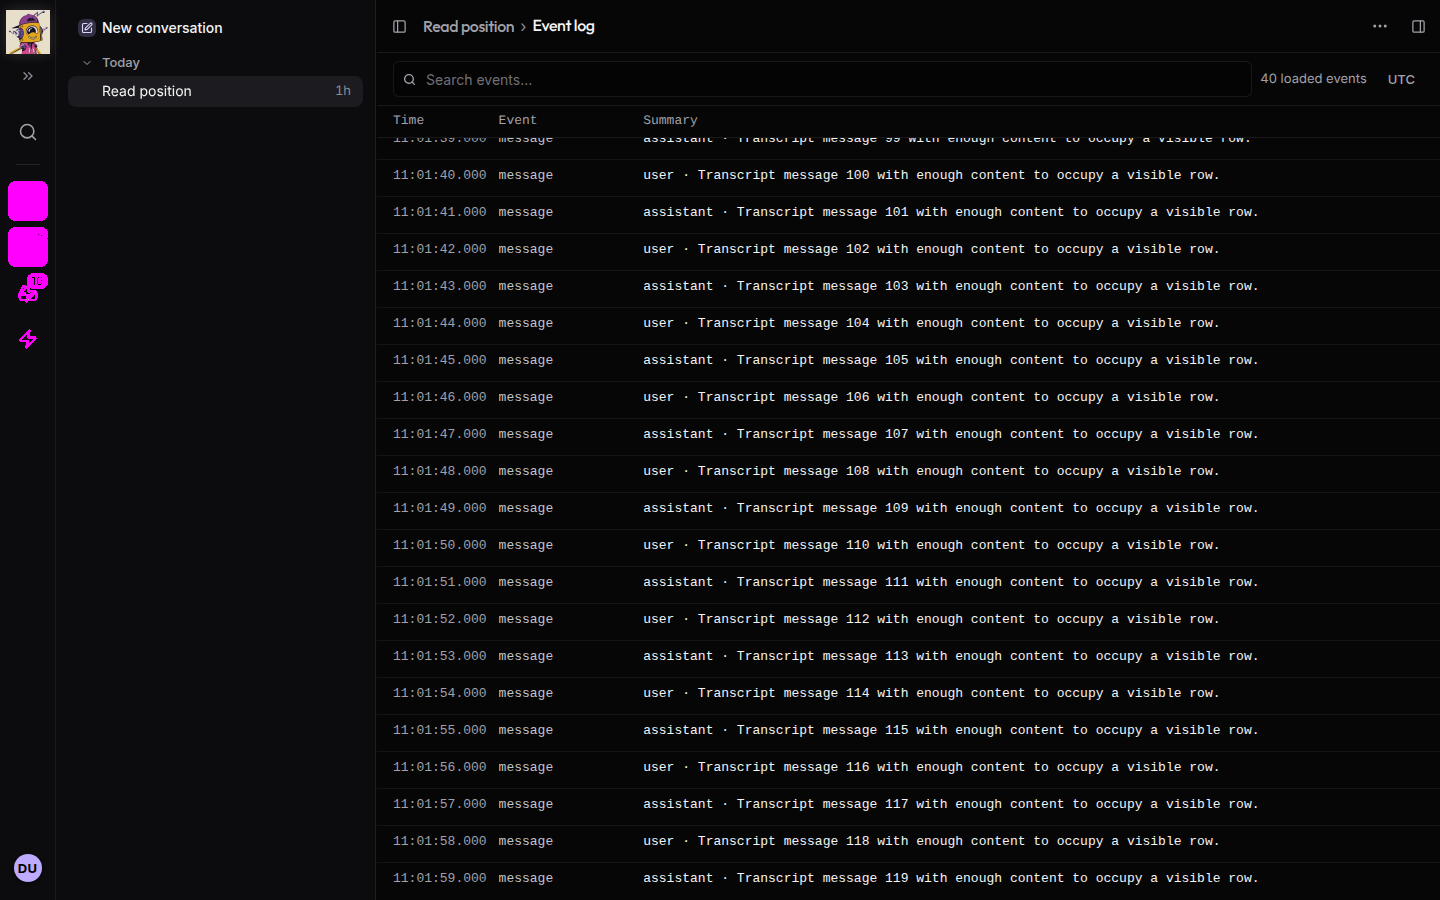 New conversation
Today
Read position 1h
DU
Read position › Event log
Search events...
40 loaded events UTC
Time Event Summary
11:01:39.000 message assistant · Transcript message 99 with enough content to occupy a visible row.
11:01:40.000 message user · Transcript message 100 with enough content to occupy a visible row.
11:01:41.000 message assistant · Transcript message 101 with enough content to occupy a visible row.
11:01:42.000 message user · Transcript message 102 with enough content to occupy a visible row.
11:01:43.000 message assistant · Transcript message 103 with enough content to occupy a visible row.
11:01:44.000 message user · Transcript message 104 with enough content to occupy a visible row.
11:01:45.000 message assistant · Transcript message 105 with enough content to occupy a visible row.
11:01:46.000 message user · Transcript message 106 with enough content to occupy a visible row.
11:01:47.000 message assistant · Transcript message 107 with enough content to occupy a visible row.
11:01:48.000 message user · Transcript message 108 with enough content to occupy a visible row.
11:01:49.000 message assistant · Transcript message 109 with enough content to occupy a visible row.
11:01:50.000 message user · Transcript message 110 with enough content to occupy a visible row.
11:01:51.000 message assistant · Transcript message 111 with enough content to occupy a visible row.
11:01:52.000 message user · Transcript message 112 with enough content to occupy a visible row.
11:01:53.000 message assistant · Transcript message 113 with enough content to occupy a visible row.
11:01:54.000 message user · Transcript message 114 with enough content to occupy a visible row.
11:01:55.000 message assistant · Transcript message 115 with enough content to occupy a visible row.
11:01:56.000 message user · Transcript message 116 with enough content to occupy a visible row.
11:01:57.000 message assistant · Transcript message 117 with enough content to occupy a visible row.
11:01:58.000 message user · Transcript message 118 with enough content to occupy a visible row.
11:01:59.000 message assistant · Transcript message 119 with enough content to occupy a visible row.